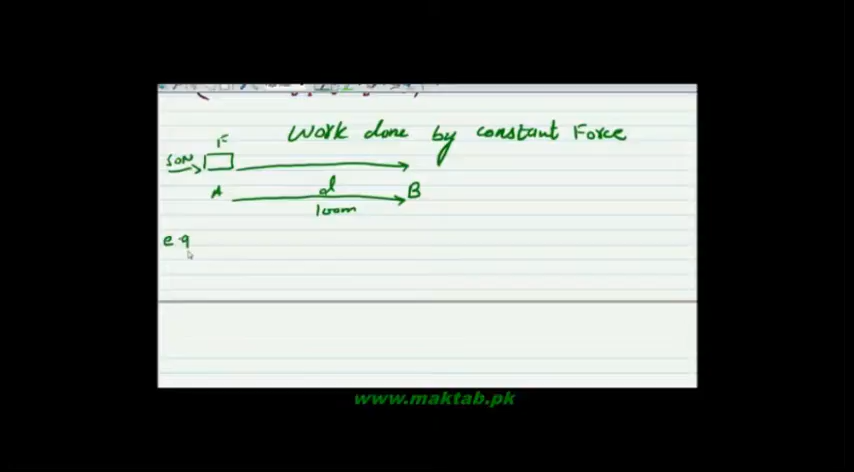 Work done by constant Force
F
50N
A d B
100m
e g
www.maktab.pk